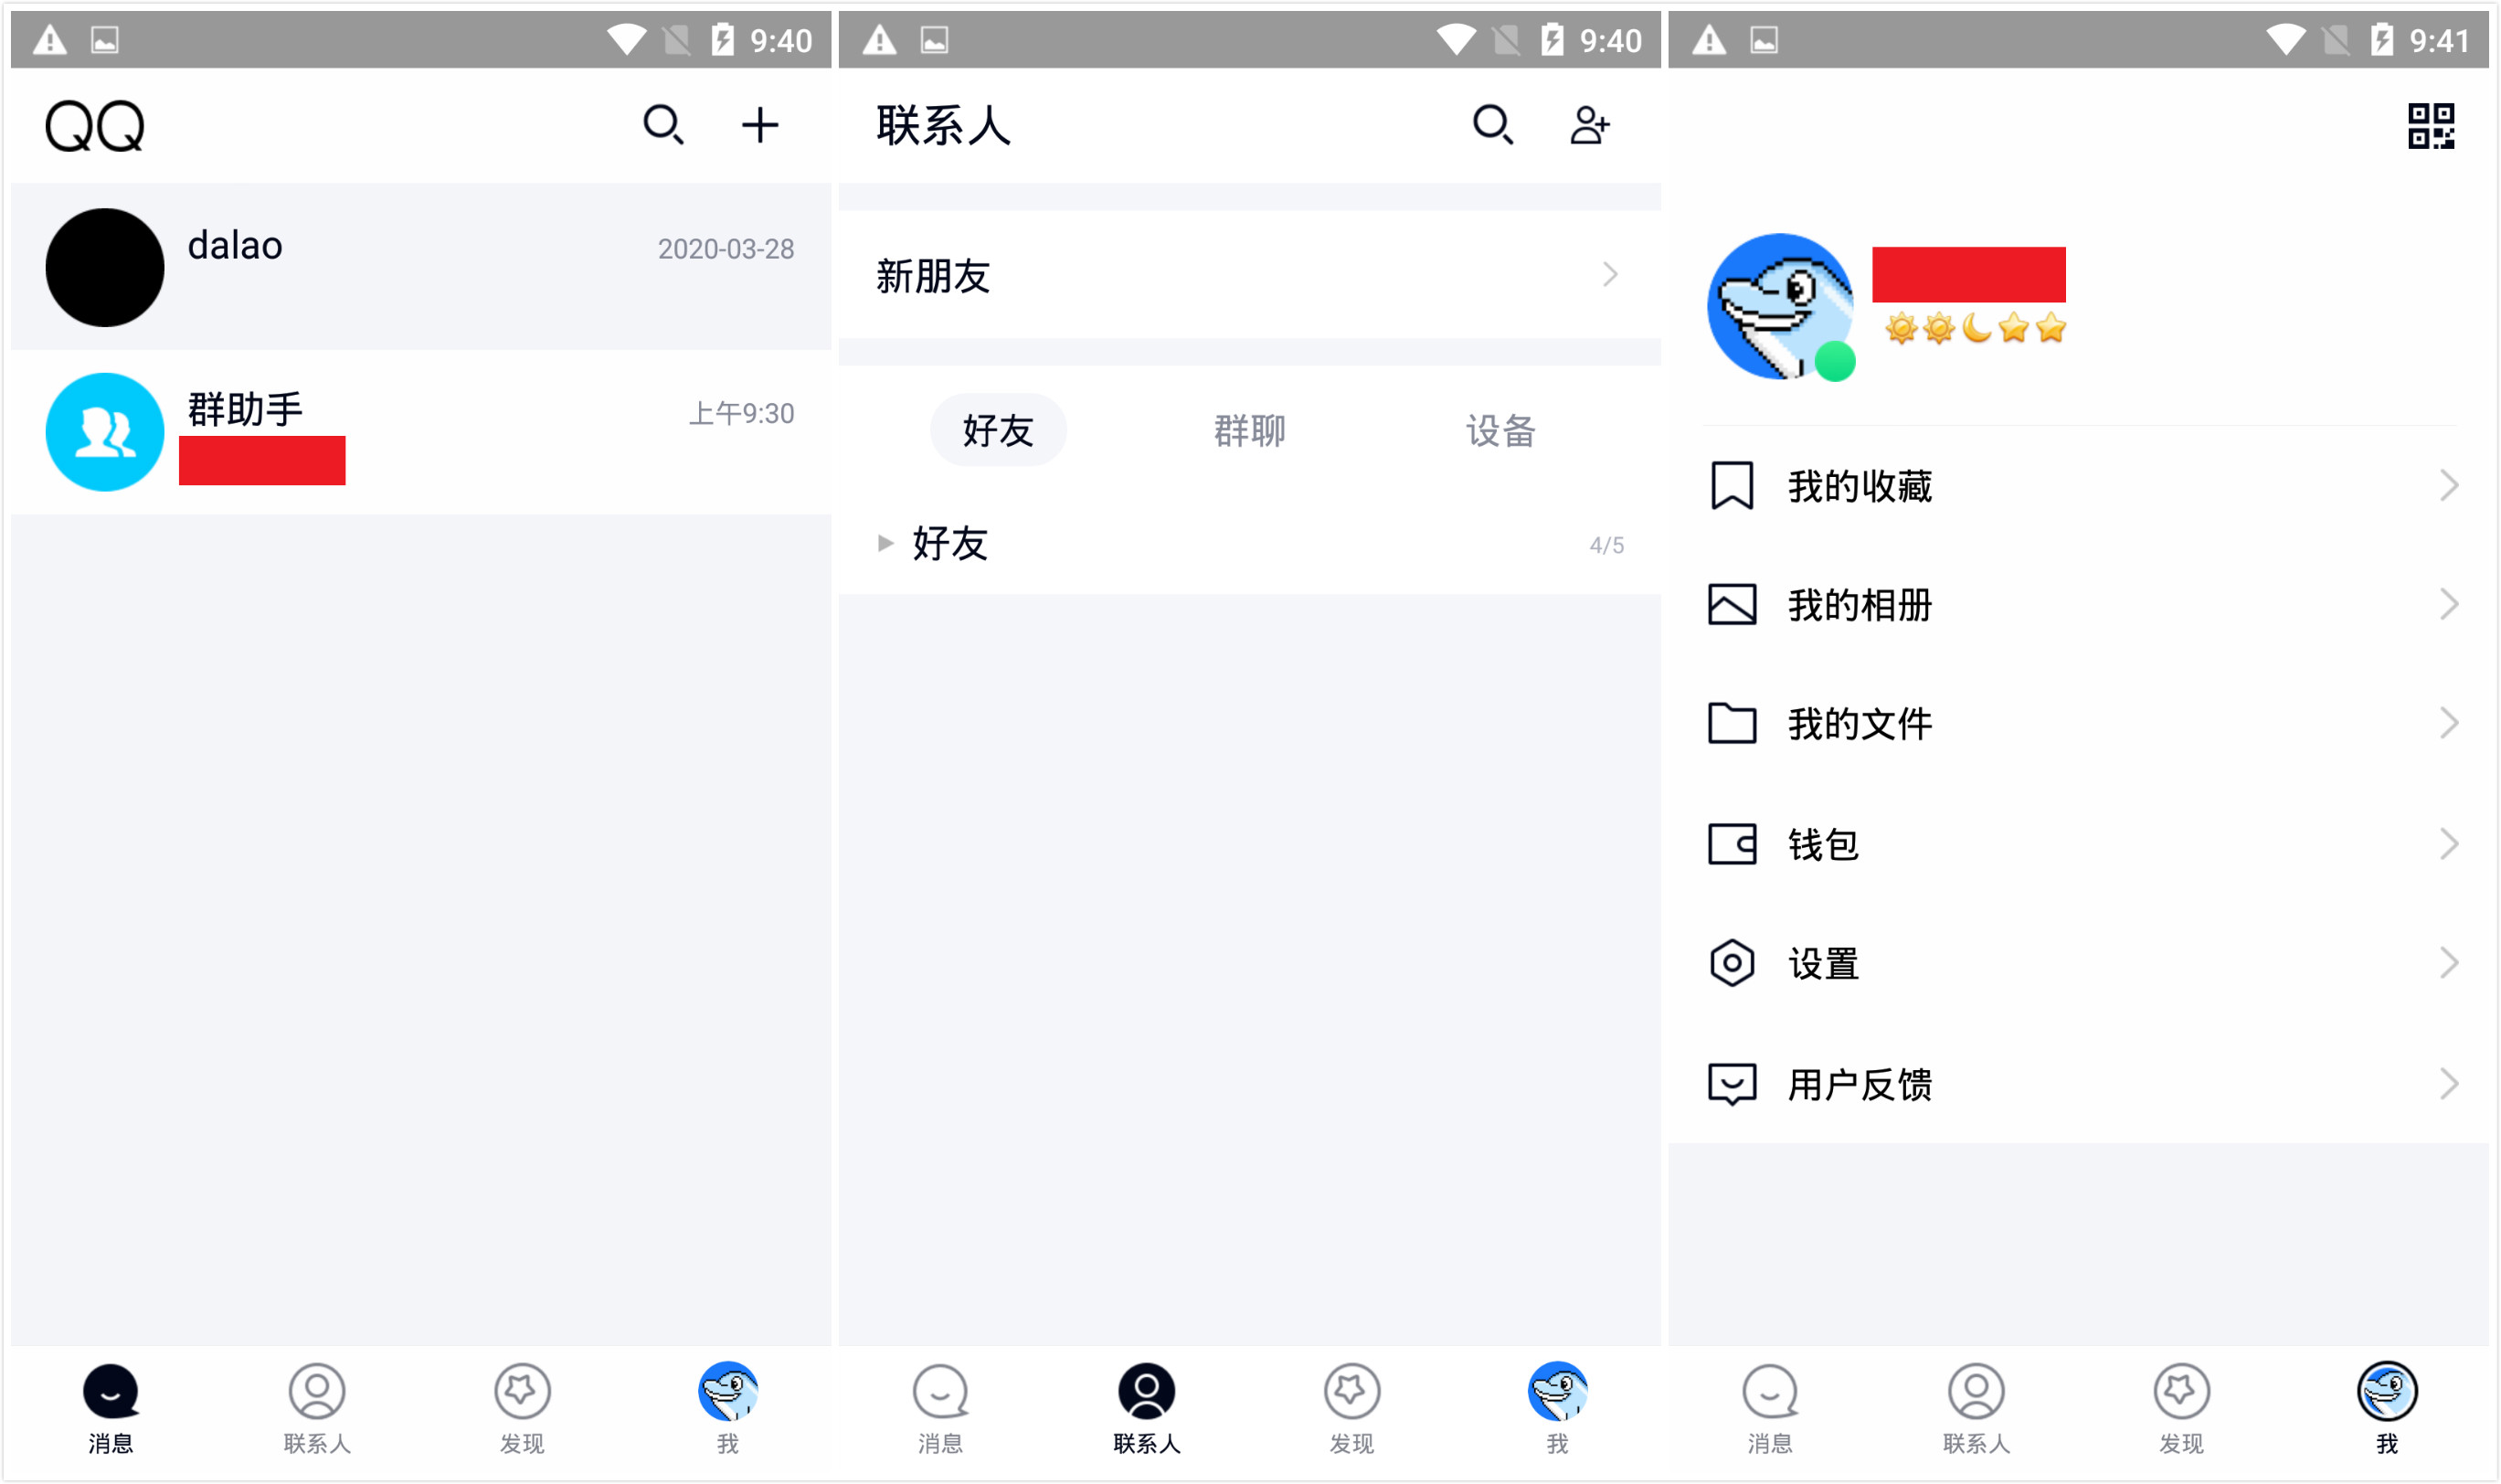 9:40
QQ
dalao
2020-03-28
群助手
上午9:30
消息
联系人
发现
我
9:40
联系人
新朋友
好友
群聊
设备
好友
4/5
消息
联系人
发现
我
9:41
我的收藏
我的相册
我的文件
钱包
设置
用户反馈
消息
联系人
发现
我